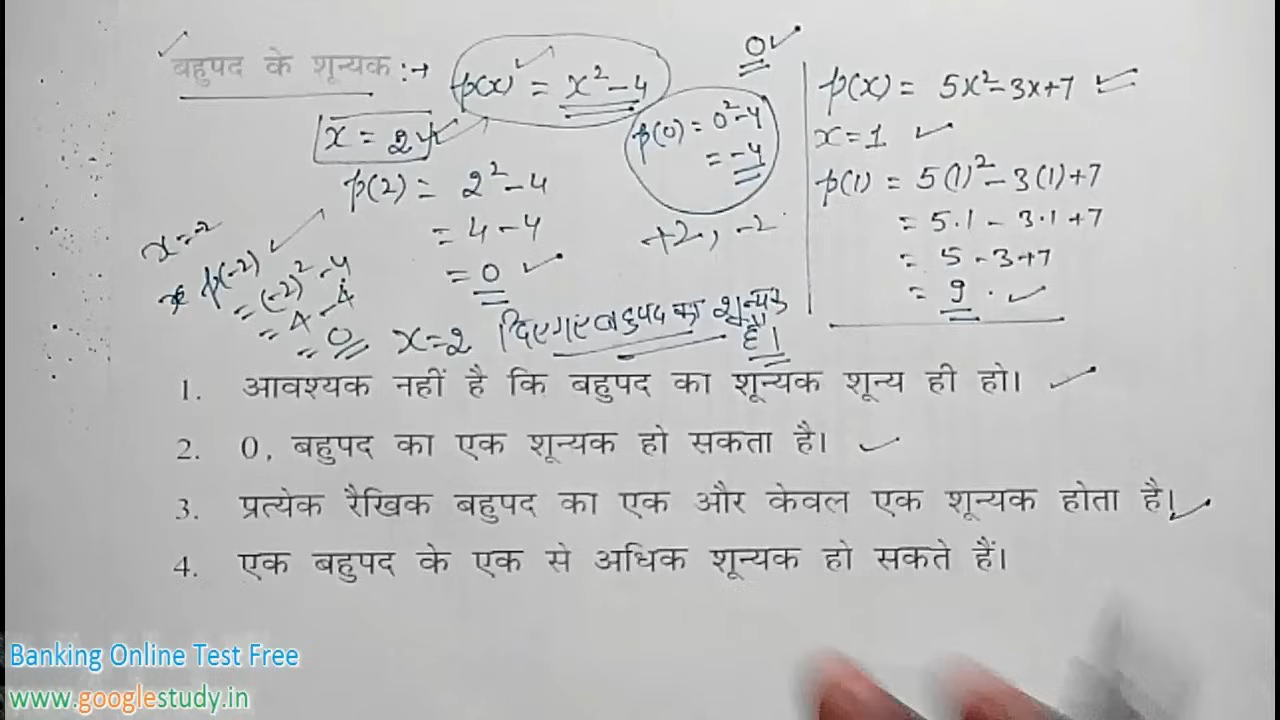 बहुपद के शून्यक :→ p(x) = x² – 4
x = 2
p(2) = 2² – 4
= 4 – 4
= 0
x = -2
p(-2)
= (-2)² – 4
= 4 – 4
= 0
x = 2 दिए गए बहुपद का शून्यक है।
0
p(0) = 0² – 4
= -4
+2, -2
p(x) = 5x² – 3x + 7
x = 1
p(1) = 5(1)² – 3(1) + 7
= 5.1 – 3.1 + 7
= 5 – 3 + 7
= 9.
1. आवश्यक नहीं है कि बहुपद का शून्यक शून्य ही हो।
2. 0, बहुपद का एक शून्यक हो सकता है।
3. प्रत्येक रैखिक बहुपद का एक और केवल एक शून्यक होता है।
4. एक बहुपद के एक से अधिक शून्यक हो सकते हैं।
Banking Online Test Free
www.googlestudy.in